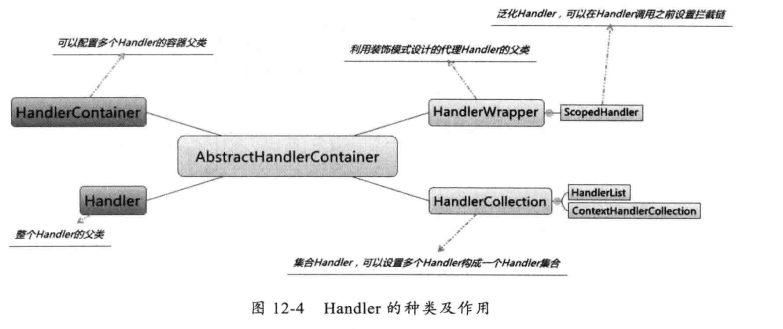 泛化Handler，可以在Handler调用之前设置拦截链
可以配置多个Handler的容器父类
利用装饰模式设计的代理Handler的父类
HandlerContainer
HandlerWrapper
ScopedHandler
AbstractHandlerContainer
Handler
HandlerCollection
HandlerList
ContextHandlerCollection
整个Handler的父类
集合Handler，可以设置多个Handler构成一个Handler集合
图 12-4 Handler 的种类及作用